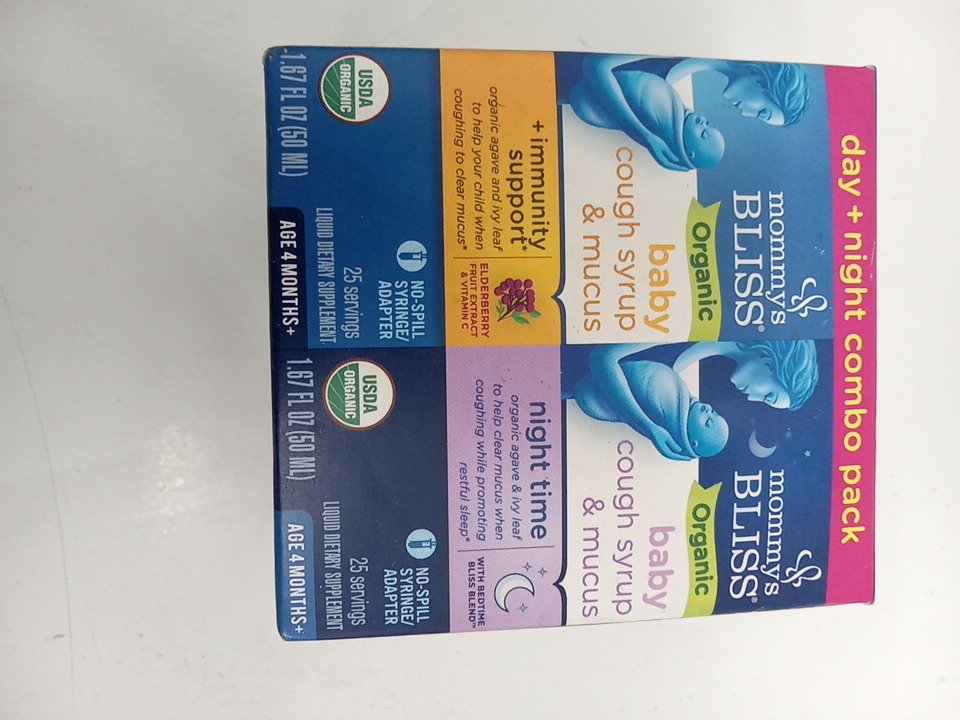 day + night combo pack
mommy's
BLISS®
Organic
baby
cough syrup
& mucus
+ immunity
support*
organic agave and ivy leaf
to help your child when
coughing to clear mucus*
ELDERBERRY
FRUIT EXTRACT
& VITAMIN C
USDA
ORGANIC
NO-SPILL
SYRINGE/
ADAPTER
25 servings
LIQUID DIETARY SUPPLEMENT
1.67 FL OZ (50 ML)
AGE 4 MONTHS+
mommy's
BLISS®
Organic
baby
cough syrup
& mucus
night time
organic agave & ivy leaf
to help clear mucus when
coughing while promoting
restful sleep*
WITH BEDTIME
BLISS BLEND™
USDA
ORGANIC
NO-SPILL
SYRINGE/
ADAPTER
25 servings
LIQUID DIETARY SUPPLEMENT
1.67 FL OZ (50 ML)
AGE 4 MONTHS+